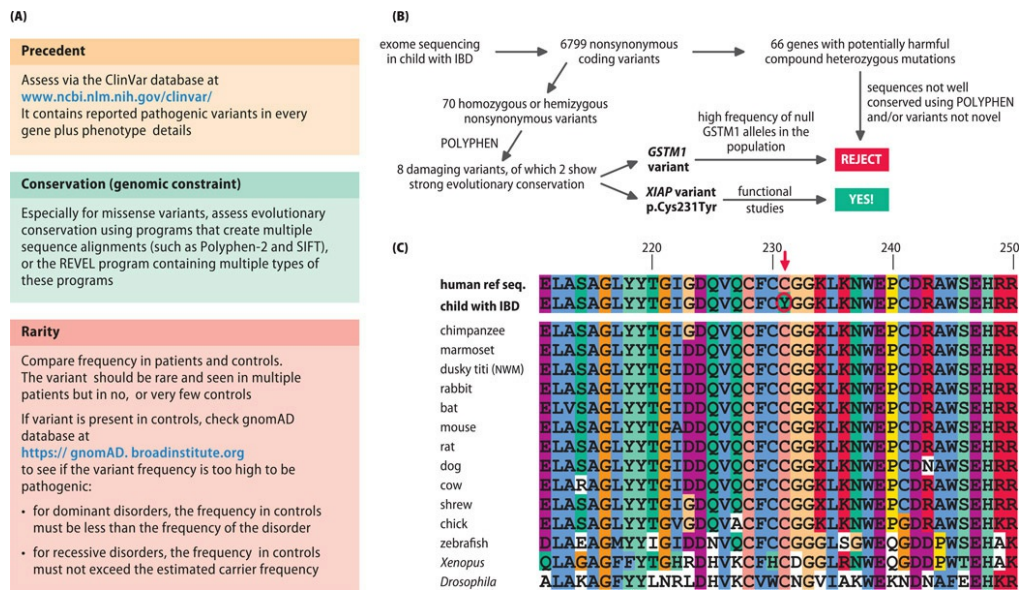 (A)
Precedent
Assess via the ClinVar database at
www.ncbi.nlm.nih.gov/clinvar/
It contains reported pathogenic variants in every
gene plus phenotype details
Conservation (genomic constraint)
Especially for missense variants, assess evolutionary
conservation using programs that create multiple
sequence alignments (such as Polyphen-2 and SIFT),
or the REVEL program containing multiple types of
these programs
Rarity
Compare frequency in patients and controls.
The variant should be rare and seen in multiple
patients but in no, or very few controls
If variant is present in controls, check gnomAD
database at
https:// gnomAD. broadinstitute.org
to see if the variant frequency is too high to be
pathogenic:
• for dominant disorders, the frequency in controls
must be less than the frequency of the disorder
• for recessive disorders, the frequency in controls
must not exceed the estimated carrier frequency
(B)
exome sequencing
in child with IBD
6799 nonsynonymous
coding variants
66 genes with potentially harmful
compound heterozygous mutations
70 homozygous or hemizygous
nonsynonymous variants
sequences not well
conserved using POLYPHEN
and/or variants not novel
POLYPHEN
high frequency of null
GSTM1 alleles in the
population
8 damaging variants, of which 2 show
strong evolutionary conservation
GSTM1
variant
REJECT
XIAP variant
p.Cys231Tyr
functional
studies
YES!
(C)
220 230 240 250
human ref seq. ELASAGLYYTGIGDQVQCFCCGGKLKNWEPCDRAWSEHRR
child with IBD ELASAGLYYTGIGDQVQCFCYGGKLKNWEPCDRAWSEHRR
chimpanzee ELASAGLYYTGIGDQVQCFCCGGXLKNWEPCDRAWSEHRR
marmoset ELASAGLYYTGIDDQVQCFCCGGKLKNWEPCDRAWSEHRR
dusky titi (NWM) ELASAGLYYTGIDDQVQCFCCGGKLKNWEPCDRAWSEHRR
rabbit ELASAGLYYTGIDDQVQCFCCGGXLKNWEPCDRAWSEHRR
bat ELVSAGLYYTGIDDQVQCFCCGGXLKNWEPCDRAWSEHRR
mouse ELASAGLYYTGADDQVQCFCCGGXLKNWEPCDRAWSEHRR
rat ELASAGLYYTGIDDQVQCFCCGGKLKNWEPCDRAWSEHRR
dog ELASAGLYYTGIDDQVQCFCCGGXLKNWEPCDNAWSEHRR
cow ELARAGLYYTGIDDQVQCFCCGGXLKNWEPCDRAWSEHRR
shrew ELASAGLYYTGIGDQVQCFCCGGXLKNWEPCDRAWSEHRR
chick ELASAGLYYTGVGDQVACFCCGGKLKNWEPGDRAWSEHKR
zebrafish DLAEAGMYYIGIDDNVQCFCCGGGLSGWEQGDDPWSEHAK
Xenopus QLAGAGFFYTGHRDHVKCFHCDGGLRNWEQGDDPWTEHAK
Drosophila ALAKAGFYYLNRLDHVKCVWCNGVIAKWEKNDNAFEEHKR